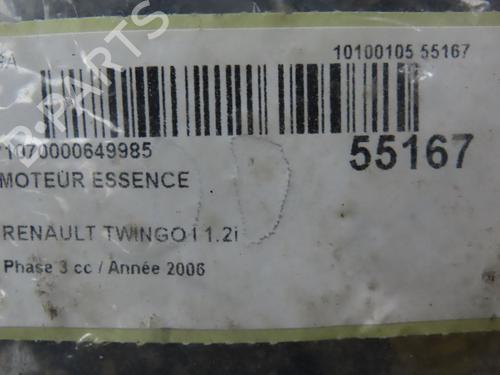 10100105 55167
1070000649985
55167
MOTEUR ESSENCE
RENAULT TWINGO I 1.2i
Phase 3 cc / Année 2006
B-PARTS